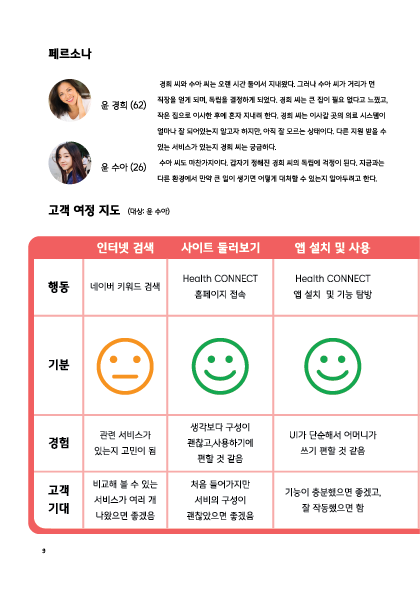 페르소나
윤 경희 (62)
경희 씨와 수아 씨는 오랜 시간 둘이서 지내왔다. 그러나 수아 씨가 거리가 먼
직장을 얻게 되며, 독립을 결정하게 되었다. 경희 씨는 큰 집이 필요 없다고 느꼈고,
작은 집으로 이사한 후에 혼자 지내려 한다. 경희 씨는 이사갈 곳의 의료 시스템이
얼마나 잘 되어있는지 알고자 하지만, 아직 잘 모르는 상태이다. 다른 지원 받을 수
있는 서비스가 있는지 경희 씨는 궁금하다.
윤 수아 (26)
수아 씨도 마찬가지이다. 갑자기 정해진 경희 씨의 독립에 걱정이 된다. 지금과는
다른 환경에서 만약 큰 일이 생기면 어떻게 대처할 수 있는지 알아두려고 한다.
고객 여정 지도 (대상: 윤 수아)
인터넷 검색
사이트 둘러보기
앱 설치 및 사용
행동
네이버 키워드 검색
Health CONNECT
홈페이지 접속
Health CONNECT
앱 설치 및 기능 탐방
기분
경험
관련 서비스가
있는지 고민이 됨
생각보다 구성이
괜찮고,사용하기에
편할 것 같음
UI가 단순해서 어머니가
쓰기 편할 것 같음
고객
기대
비교해 볼 수 있는
서비스가 여러 개
나왔으면 좋겠음
처음 들어가지만
서비의 구성이
괜찮았으면 좋겠음
기능이 충분했으면 좋겠고,
잘 작동했으면 함
9